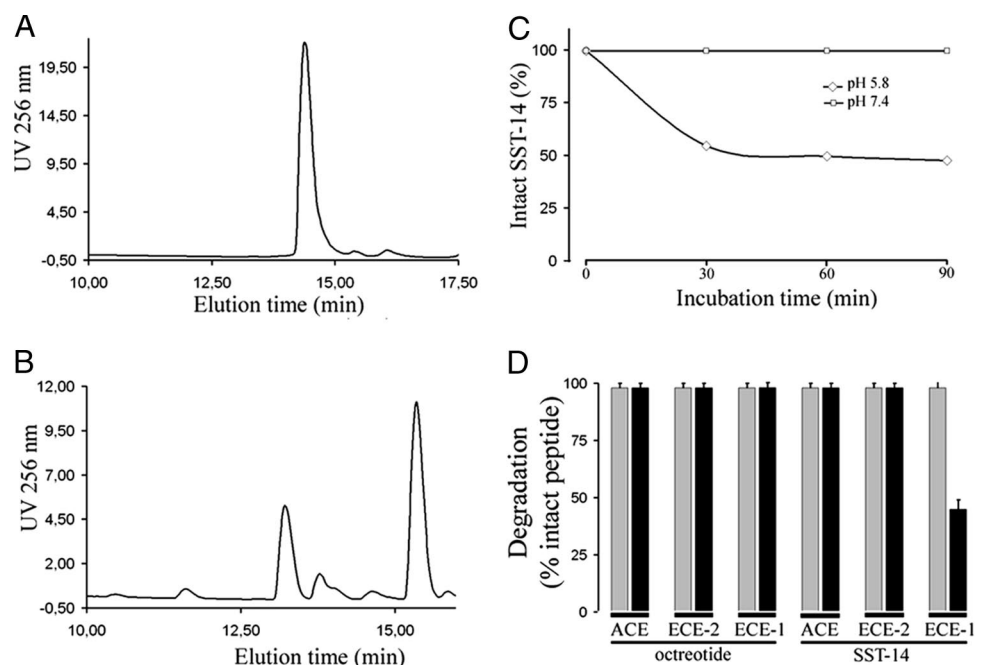 A
UV 256 nm
19,50
14,50
9,50
4,50
-0,50
10,00 12,50 15,00 17,50
Elution time (min)
B
UV 256 nm
12,00
9,50
7,00
4,50
2,00
-0,50
10,00 12,50 15,00
Elution time (min)
C
Intact SST-14 (%)
100
75
50
25
0
pH 5.8
pH 7.4
0 30 60 90
Incubation time (min)
D
Degradation
(% intact peptide)
100
75
50
25
0
ACE ECE-2 ECE-1 ACE ECE-2 ECE-1
octreotide SST-14